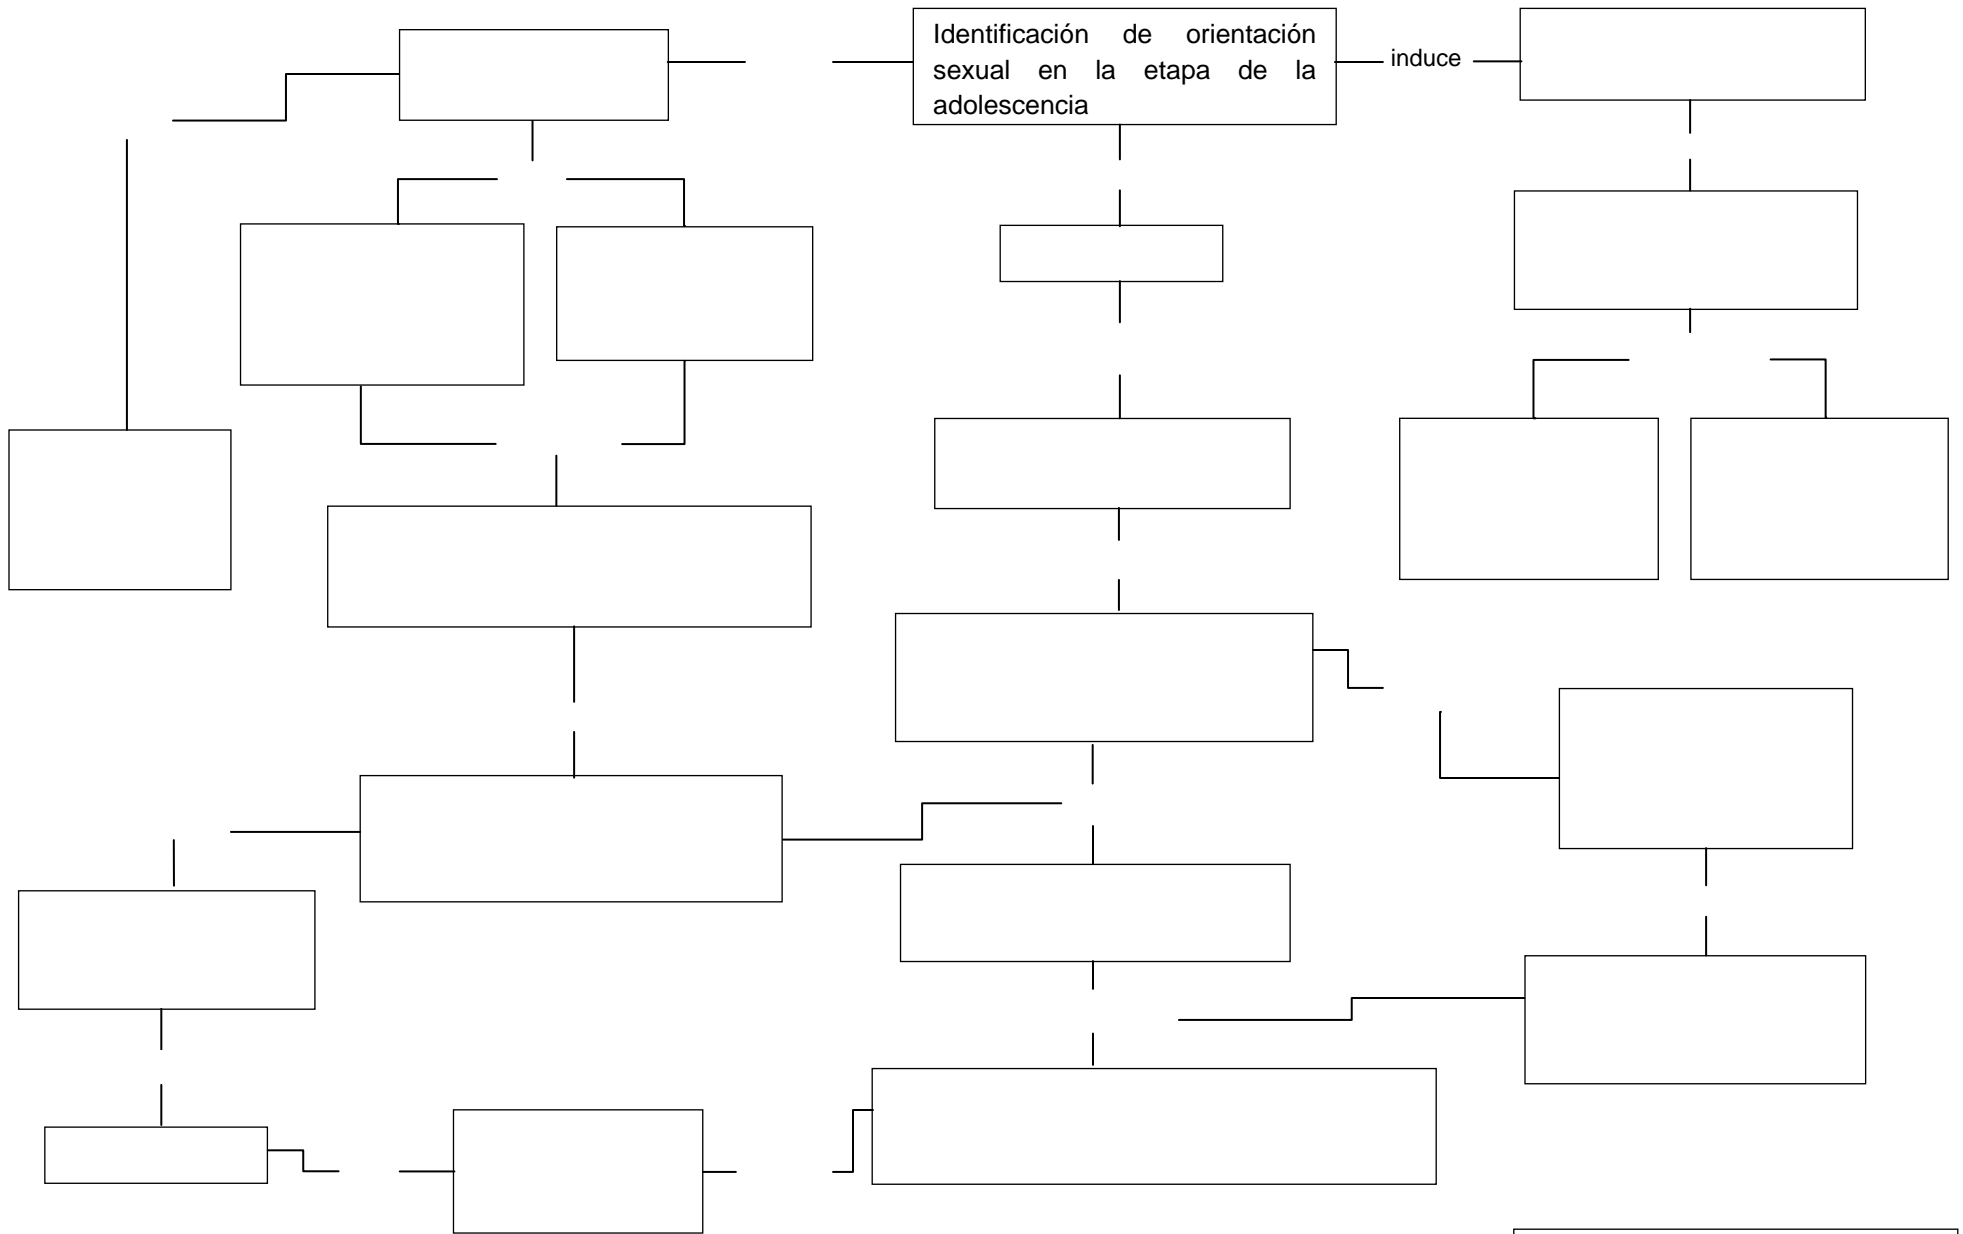 Identificación de orientación
sexual en la etapa de la
adolescencia
induce